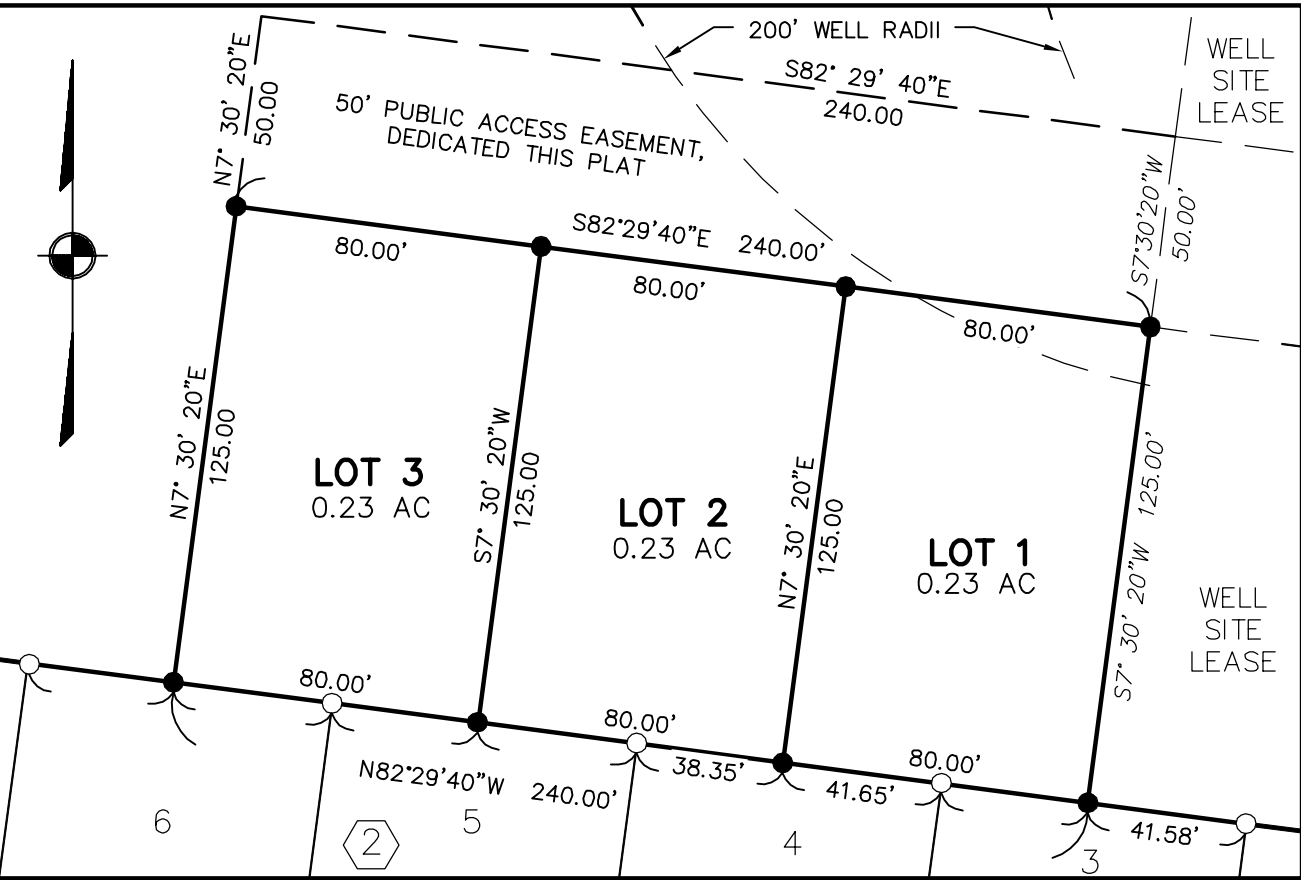 200' WELL RADII
WELL
SITE
LEASE
N7° 30' 20"E
50.00
S82° 29' 40"E
240.00
50' PUBLIC ACCESS EASEMENT,
DEDICATED THIS PLAT
S7°30'20"W
50.00'
S82°29'40"E 240.00'
80.00'
80.00'
80.00'
N7° 30' 20"E
125.00
LOT 3
0.23 AC
S7° 30' 20"W
125.00
LOT 2
0.23 AC
N7° 30' 20"E
125.00
LOT 1
0.23 AC
S7° 30' 20"W 125.00'
WELL
SITE
LEASE
80.00'
80.00'
38.35'
80.00'
41.65'
41.58'
N82°29'40"W 240.00'
6
2
5
4
3